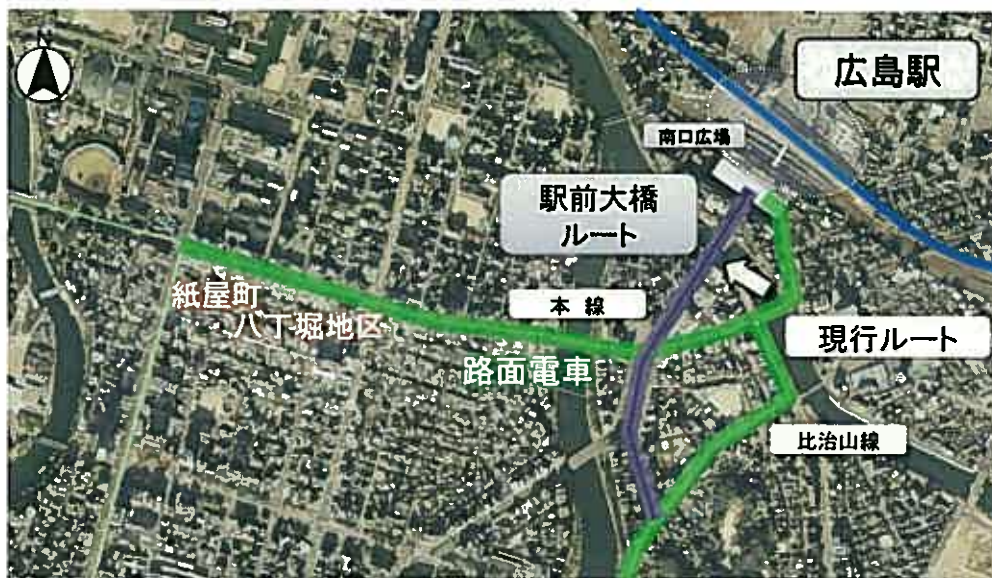 N
広島駅
南口広場
駅前大橋
ルート
紙屋町
八丁堀地区
本 線
路面電車
現行ルート
比治山線